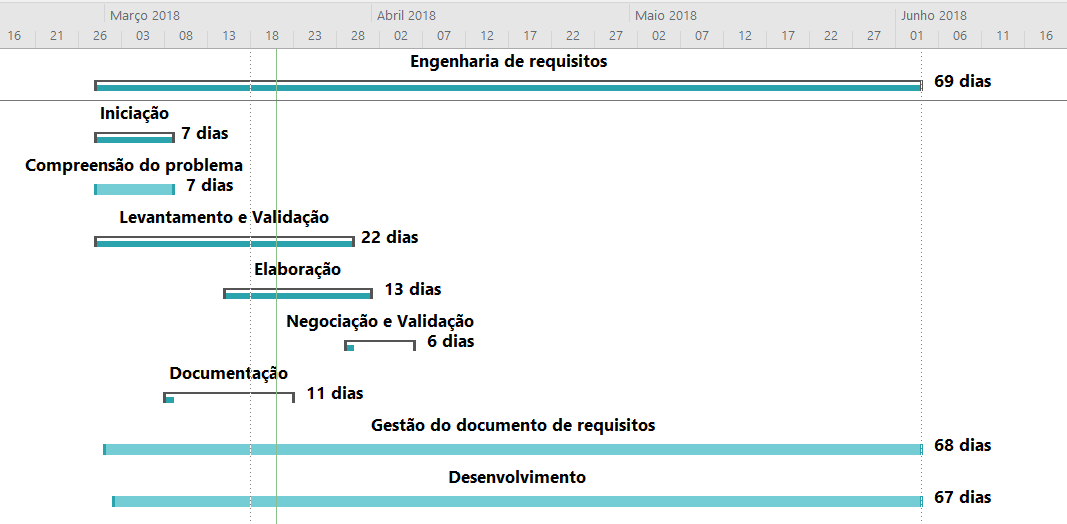 Março 2018 Abril 2018 Maio 2018 Junho 2018
16 21 26 03 08 13 18 23 28 02 07 12 17 22 27 02 07 12 17 22 27 01 06 11 16
Engenharia de requisitos
69 dias
Iniciação
7 dias
Compreensão do problema
7 dias
Levantamento e Validação
22 dias
Elaboração
13 dias
Negociação e Validação
6 dias
Documentação
11 dias
Gestão do documento de requisitos
68 dias
Desenvolvimento
67 dias